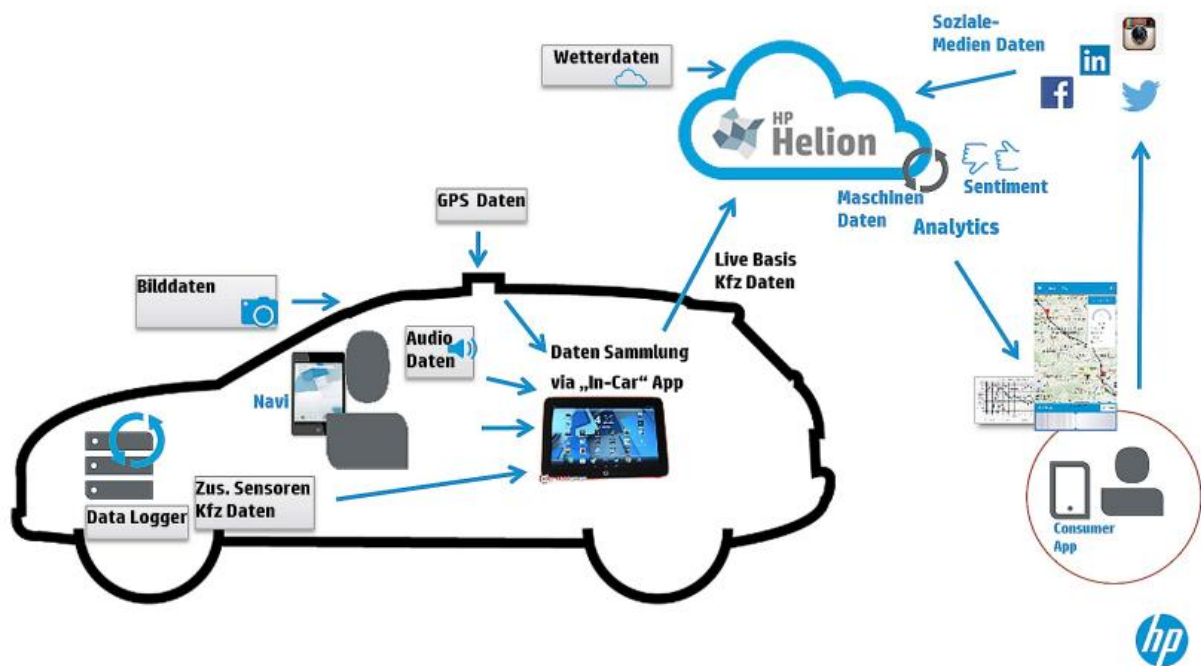 Soziale-
Medien Daten
Wetterdaten
in
f
HP
Helion
Sentiment
Maschinen
Daten
Analytics
GPS Daten
Live Basis
Kfz Daten
Bilddaten
Audio
Daten
Daten Sammlung
via „In-Car“ App
Navi
Zus. Sensoren
Kfz Daten
Data Logger
Consumer
App
hp